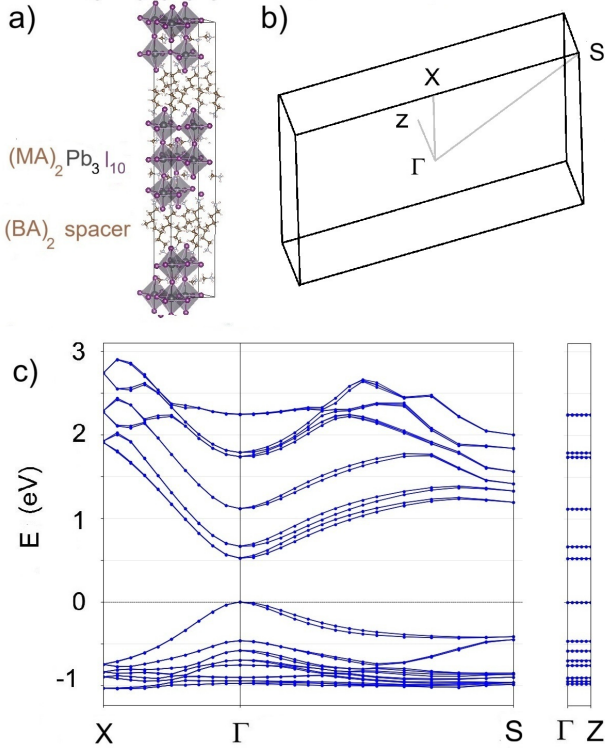 a)
(MA)2 Pb3 I10
(BA)2 spacer
b)
S
X
Z
Γ
c)
E (eV)
3
2
1
0
-1
X Γ S
Γ Z